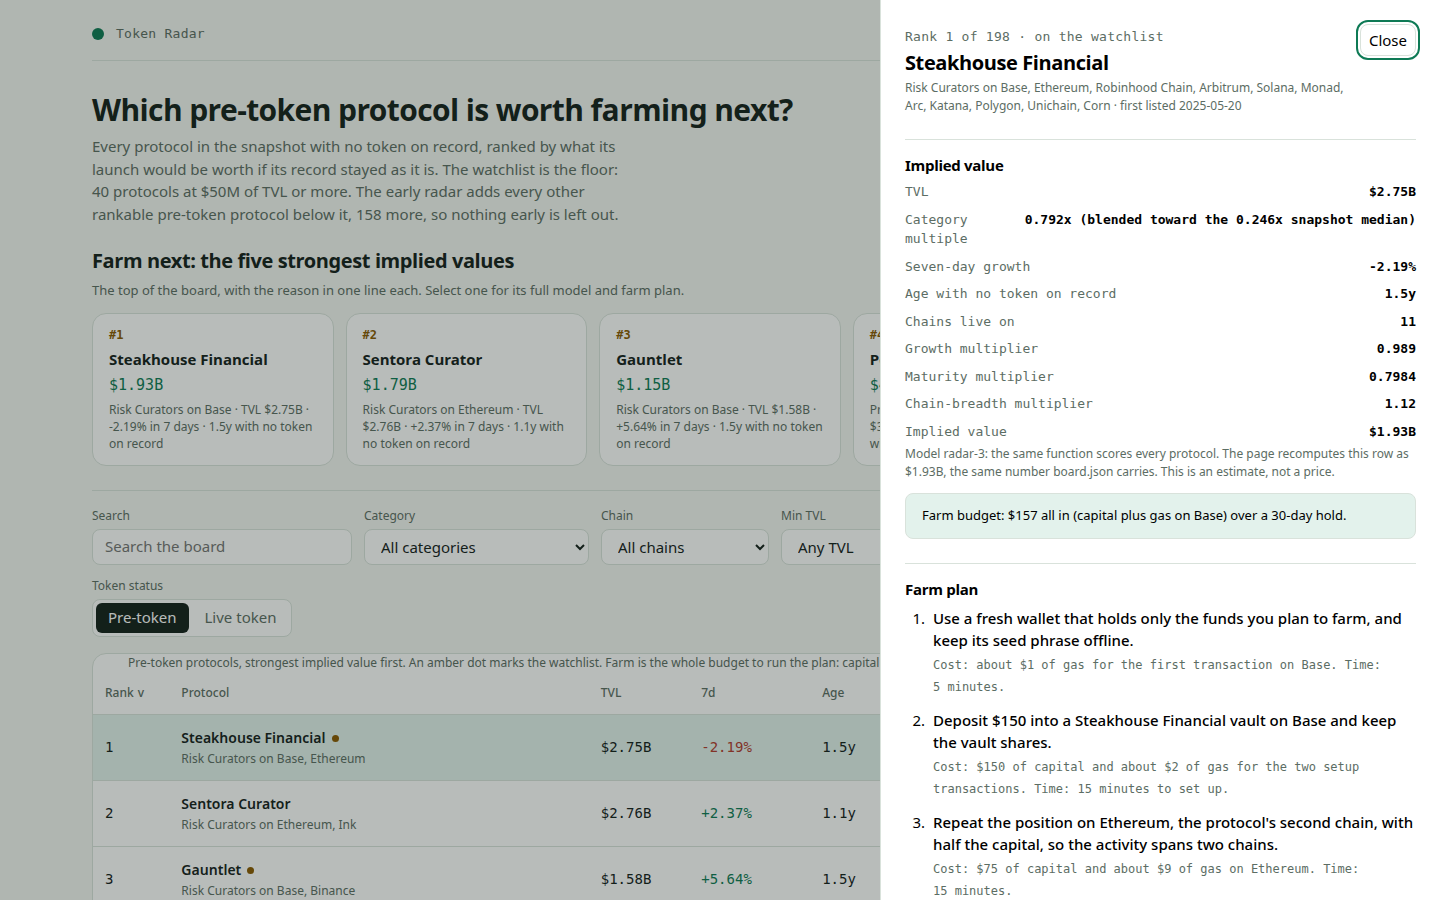 Token Radar
Which pre-token protocol is worth farming next?
Every protocol in the snapshot with no token on record, ranked by what its
launch would be worth if its record stayed as it is. The watchlist is the floor:
40 protocols at $50M of TVL or more. The early radar adds every other
rankable pre-token protocol below it, 158 more, so nothing early is left out.
Farm next: the five strongest implied values
The top of the board, with the reason in one line each. Select one for its full model and farm plan.
#1
Steakhouse Financial
$1.93B
Risk Curators on Base · TVL $2.75B ·
-2.19% in 7 days · 1.5y with no token
on record
#2
Sentora Curator
$1.79B
Risk Curators on Ethereum · TVL
$2.76B · +2.37% in 7 days · 1.1y with
no token on record
#3
Gauntlet
$1.15B
Risk Curators on Base · TVL $1.58B ·
+5.64% in 7 days · 1.5y with no token
on record
Search
Category
Chain
Min TVL
Search the board
All categories
All chains
Any TVL
Token status
Pre-token
Live token
Pre-token protocols, strongest implied value first. An amber dot marks the watchlist. Farm is the whole budget to run the plan: capital
Rank v
Protocol
TVL
7d
Age
1
Steakhouse Financial
Risk Curators on Base, Ethereum
$2.75B
-2.19%
1.5y
2
Sentora Curator
Risk Curators on Ethereum, Ink
$2.76B
+2.37%
1.1y
3
Gauntlet
Risk Curators on Base, Binance
$1.58B
+5.64%
1.5y
Rank 1 of 198 · on the watchlist
Close
Steakhouse Financial
Risk Curators on Base, Ethereum, Robinhood Chain, Arbitrum, Solana, Monad,
Arc, Katana, Polygon, Unichain, Corn · first listed 2025-05-20
Implied value
TVL
$2.75B
Category
multiple
0.792x (blended toward the 0.246x snapshot median)
Seven-day growth
-2.19%
Age with no token on record
1.5y
Chains live on
11
Growth multiplier
0.989
Maturity multiplier
0.7984
Chain-breadth multiplier
1.12
Implied value
$1.93B
Model radar-3: the same function scores every protocol. The page recomputes this row as
$1.93B, the same number board.json carries. This is an estimate, not a price.
Farm budget: $157 all in (capital plus gas on Base) over a 30-day hold.
Farm plan
1. Use a fresh wallet that holds only the funds you plan to farm, and
keep its seed phrase offline.
Cost: about $1 of gas for the first transaction on Base. Time:
5 minutes.
2. Deposit $150 into a Steakhouse Financial vault on Base and keep
the vault shares.
Cost: $150 of capital and about $2 of gas for the two setup
transactions. Time: 15 minutes to set up.
3. Repeat the position on Ethereum, the protocol's second chain, with
half the capital, so the activity spans two chains.
Cost: $75 of capital and about $9 of gas on Ethereum. Time:
15 minutes.